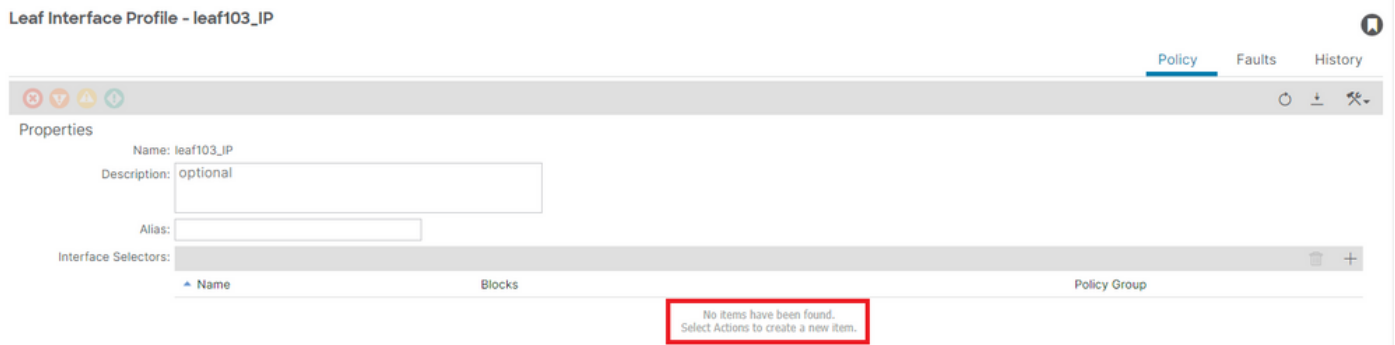 Leaf Interface Profile - leaf103_IP
Policy Faults History
Properties
Name: leaf103_IP
Description: optional
Alias:
Interface Selectors:
Name Blocks Policy Group
No items have been found.
Select Actions to create a new item.